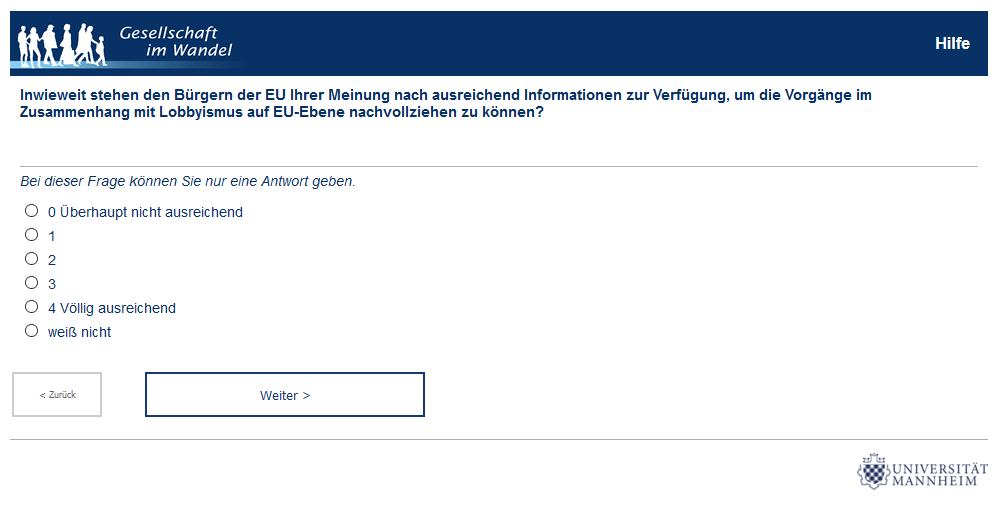 Gesellschaft
im Wandel
Hilfe
Inwieweit stehen den Bürgern der EU Ihrer Meinung nach ausreichend Informationen zur Verfügung, um die Vorgänge im
Zusammenhang mit Lobbyismus auf EU-Ebene nachvollziehen zu können?
Bei dieser Frage können Sie nur eine Antwort geben.
0 Überhaupt nicht ausreichend
1
2
3
4 Völlig ausreichend
weiß nicht
< Zurück
Weiter >
UNIVERSITÄT
MANNHEIM